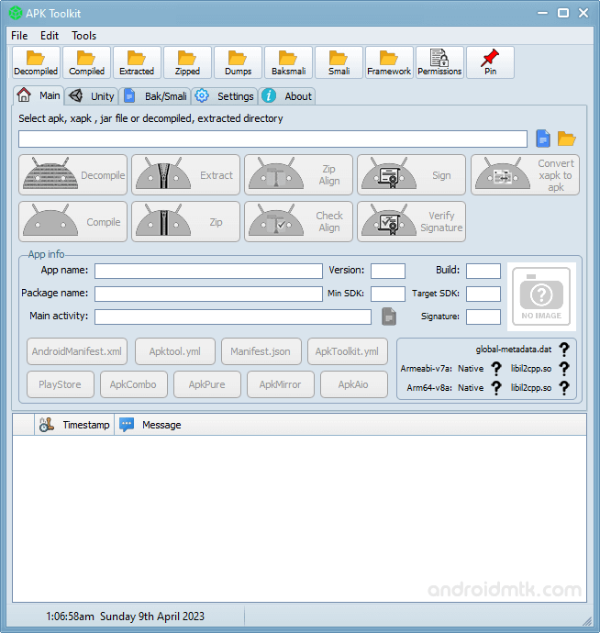 APK Toolkit
File Edit Tools
Decompiled Compiled Extracted Zipped Dumps Baksmali Smali Framework Permissions Pin
Main Unity Bak/Smali Settings About
Select apk, xapk , jar file or decompiled, extracted directory
Decompile Extract Zip Align Sign Convert xapk to apk
Compile Zip Check Align Verify Signature
App info
App name: Version: Build:
Package name: Min SDK: Target SDK:
Main activity: Signature:
NO IMAGE
AndroidManifest.xml Apktool.yml Manifest.json ApkToolkit.yml
PlayStore ApkCombo ApkPure ApkMirror ApkAio
global-metadata.dat ?
Armeabi-v7a: Native ? libil2cpp.so ?
Arm64-v8a: Native ? libil2cpp.so ?
Timestamp Message
androidmtk.com
1:06:58am Sunday 9th April 2023